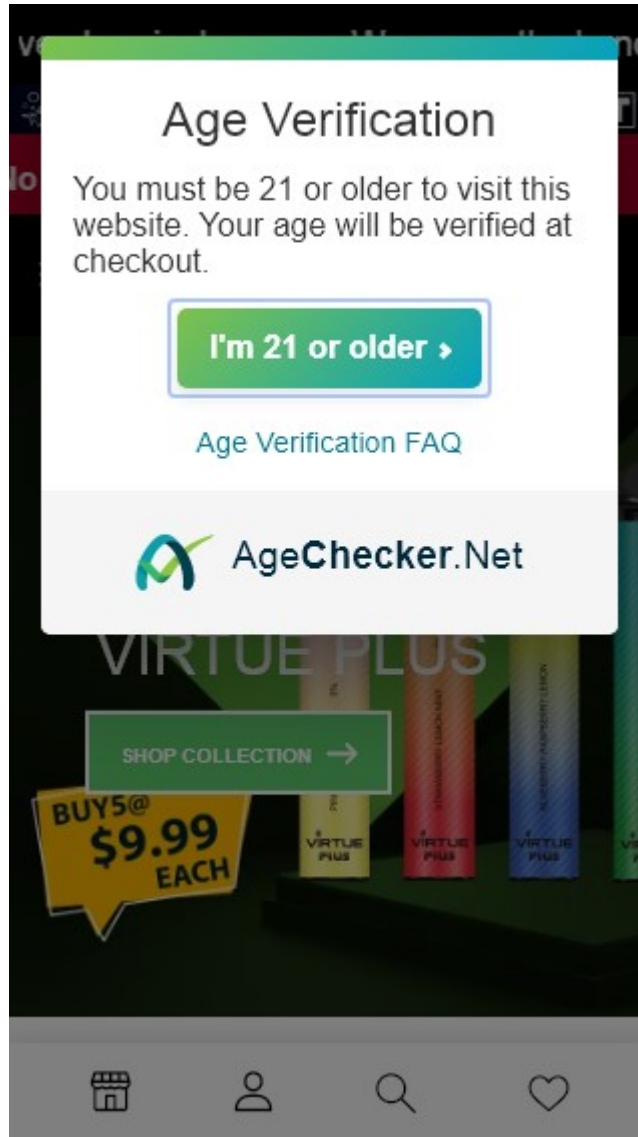 Age Verification
You must be 21 or older to visit this
website. Your age will be verified at
checkout.
I'm 21 or older
Age Verification FAQ
AgeChecker.Net
VIRTUE PLUS
SHOP COLLECTION
BUY5@
$9.99
EACH
VIRTUE
PLUS
VIRTUE
PLUS
VIRTUE
PLUS